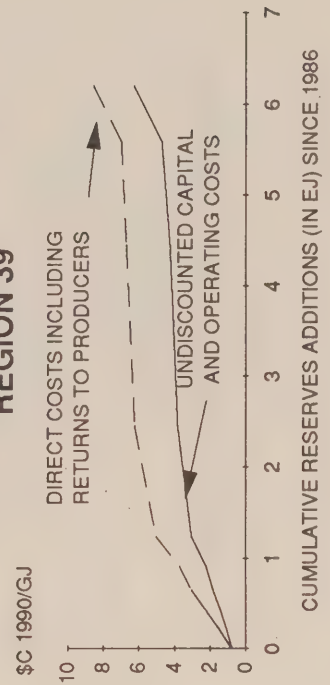 REGION 39
$C 1990/GJ
DIRECT COSTS INCLUDING
RETURNS TO PRODUCERS
UNDISCOUNTED CAPITAL
AND OPERATING COSTS
10
8
6
4
2
0
0 1 2 3 4 5 6 7
CUMULATIVE RESERVES ADDITIONS (IN EJ) SINCE 1986